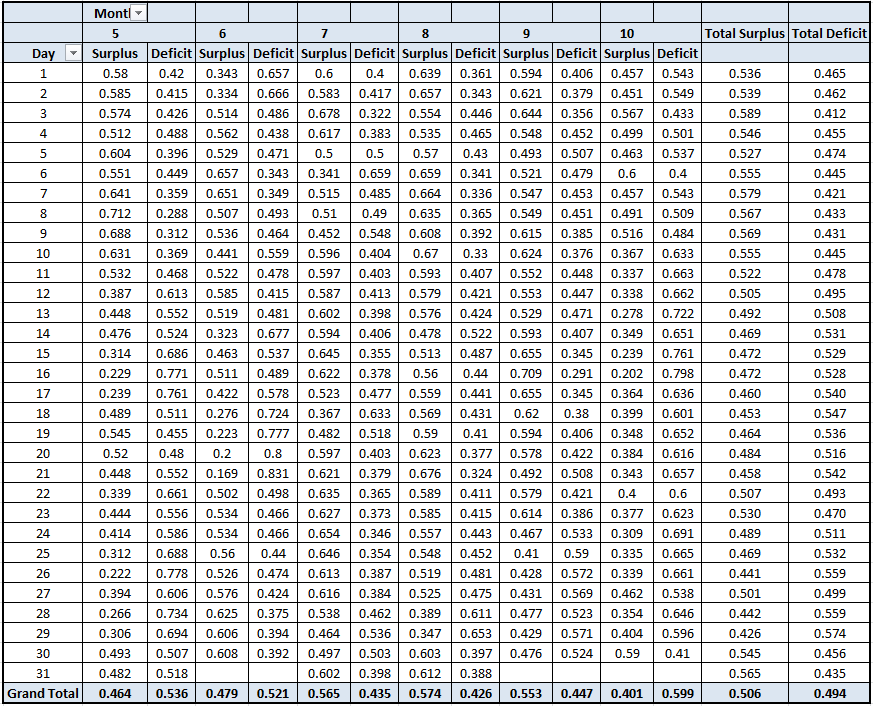 Month
5 6 7 8 9 10 Total Surplus Total Deficit
Day Surplus Deficit Surplus Deficit Surplus Deficit Surplus Deficit Surplus Deficit Surplus Deficit
1 0.58 0.42 0.343 0.657 0.6 0.4 0.639 0.361 0.594 0.406 0.457 0.543 0.536 0.465
2 0.585 0.415 0.334 0.666 0.583 0.417 0.657 0.343 0.621 0.379 0.451 0.549 0.539 0.462
3 0.574 0.426 0.514 0.486 0.678 0.322 0.554 0.446 0.644 0.356 0.567 0.433 0.589 0.412
4 0.512 0.488 0.562 0.438 0.617 0.383 0.535 0.465 0.548 0.452 0.499 0.501 0.546 0.455
5 0.604 0.396 0.529 0.471 0.5 0.5 0.57 0.43 0.493 0.507 0.463 0.537 0.527 0.474
6 0.551 0.449 0.657 0.343 0.341 0.659 0.659 0.341 0.521 0.479 0.6 0.4 0.555 0.445
7 0.641 0.359 0.651 0.349 0.515 0.485 0.664 0.336 0.547 0.453 0.457 0.543 0.579 0.421
8 0.712 0.288 0.507 0.493 0.51 0.49 0.635 0.365 0.549 0.451 0.491 0.509 0.567 0.433
9 0.688 0.312 0.536 0.464 0.452 0.548 0.608 0.392 0.615 0.385 0.516 0.484 0.569 0.431
10 0.631 0.369 0.441 0.559 0.596 0.404 0.67 0.33 0.624 0.376 0.367 0.633 0.555 0.445
11 0.532 0.468 0.522 0.478 0.597 0.403 0.593 0.407 0.552 0.448 0.337 0.663 0.522 0.478
12 0.387 0.613 0.585 0.415 0.587 0.413 0.579 0.421 0.553 0.447 0.338 0.662 0.505 0.495
13 0.448 0.552 0.519 0.481 0.602 0.398 0.576 0.424 0.529 0.471 0.278 0.722 0.492 0.508
14 0.476 0.524 0.323 0.677 0.594 0.406 0.478 0.522 0.593 0.407 0.349 0.651 0.469 0.531
15 0.314 0.686 0.463 0.537 0.645 0.355 0.513 0.487 0.655 0.345 0.239 0.761 0.472 0.529
16 0.229 0.771 0.511 0.489 0.622 0.378 0.56 0.44 0.709 0.291 0.202 0.798 0.472 0.528
17 0.239 0.761 0.422 0.578 0.523 0.477 0.559 0.441 0.655 0.345 0.364 0.636 0.460 0.540
18 0.489 0.511 0.276 0.724 0.367 0.633 0.569 0.431 0.62 0.38 0.399 0.601 0.453 0.547
19 0.545 0.455 0.223 0.777 0.482 0.518 0.59 0.41 0.594 0.406 0.348 0.652 0.464 0.536
20 0.52 0.48 0.2 0.8 0.597 0.403 0.623 0.377 0.578 0.422 0.384 0.616 0.484 0.516
21 0.448 0.552 0.169 0.831 0.621 0.379 0.676 0.324 0.492 0.508 0.343 0.657 0.458 0.542
22 0.339 0.661 0.502 0.498 0.635 0.365 0.589 0.411 0.579 0.421 0.4 0.6 0.507 0.493
23 0.444 0.556 0.534 0.466 0.627 0.373 0.585 0.415 0.614 0.386 0.377 0.623 0.530 0.470
24 0.414 0.586 0.534 0.466 0.654 0.346 0.557 0.443 0.467 0.533 0.309 0.691 0.489 0.511
25 0.312 0.688 0.56 0.44 0.646 0.354 0.548 0.452 0.41 0.59 0.335 0.665 0.469 0.532
26 0.222 0.778 0.526 0.474 0.613 0.387 0.519 0.481 0.428 0.572 0.339 0.661 0.441 0.559
27 0.394 0.606 0.576 0.424 0.616 0.384 0.525 0.475 0.431 0.569 0.462 0.538 0.501 0.499
28 0.266 0.734 0.625 0.375 0.538 0.462 0.389 0.611 0.477 0.523 0.354 0.646 0.442 0.559
29 0.306 0.694 0.606 0.394 0.464 0.536 0.347 0.653 0.429 0.571 0.404 0.596 0.426 0.574
30 0.493 0.507 0.608 0.392 0.497 0.503 0.603 0.397 0.476 0.524 0.59 0.41 0.545 0.456
31 0.482 0.518 0.602 0.398 0.612 0.388 0.565 0.435
Grand Total 0.464 0.536 0.479 0.521 0.565 0.435 0.574 0.426 0.553 0.447 0.401 0.599 0.506 0.494